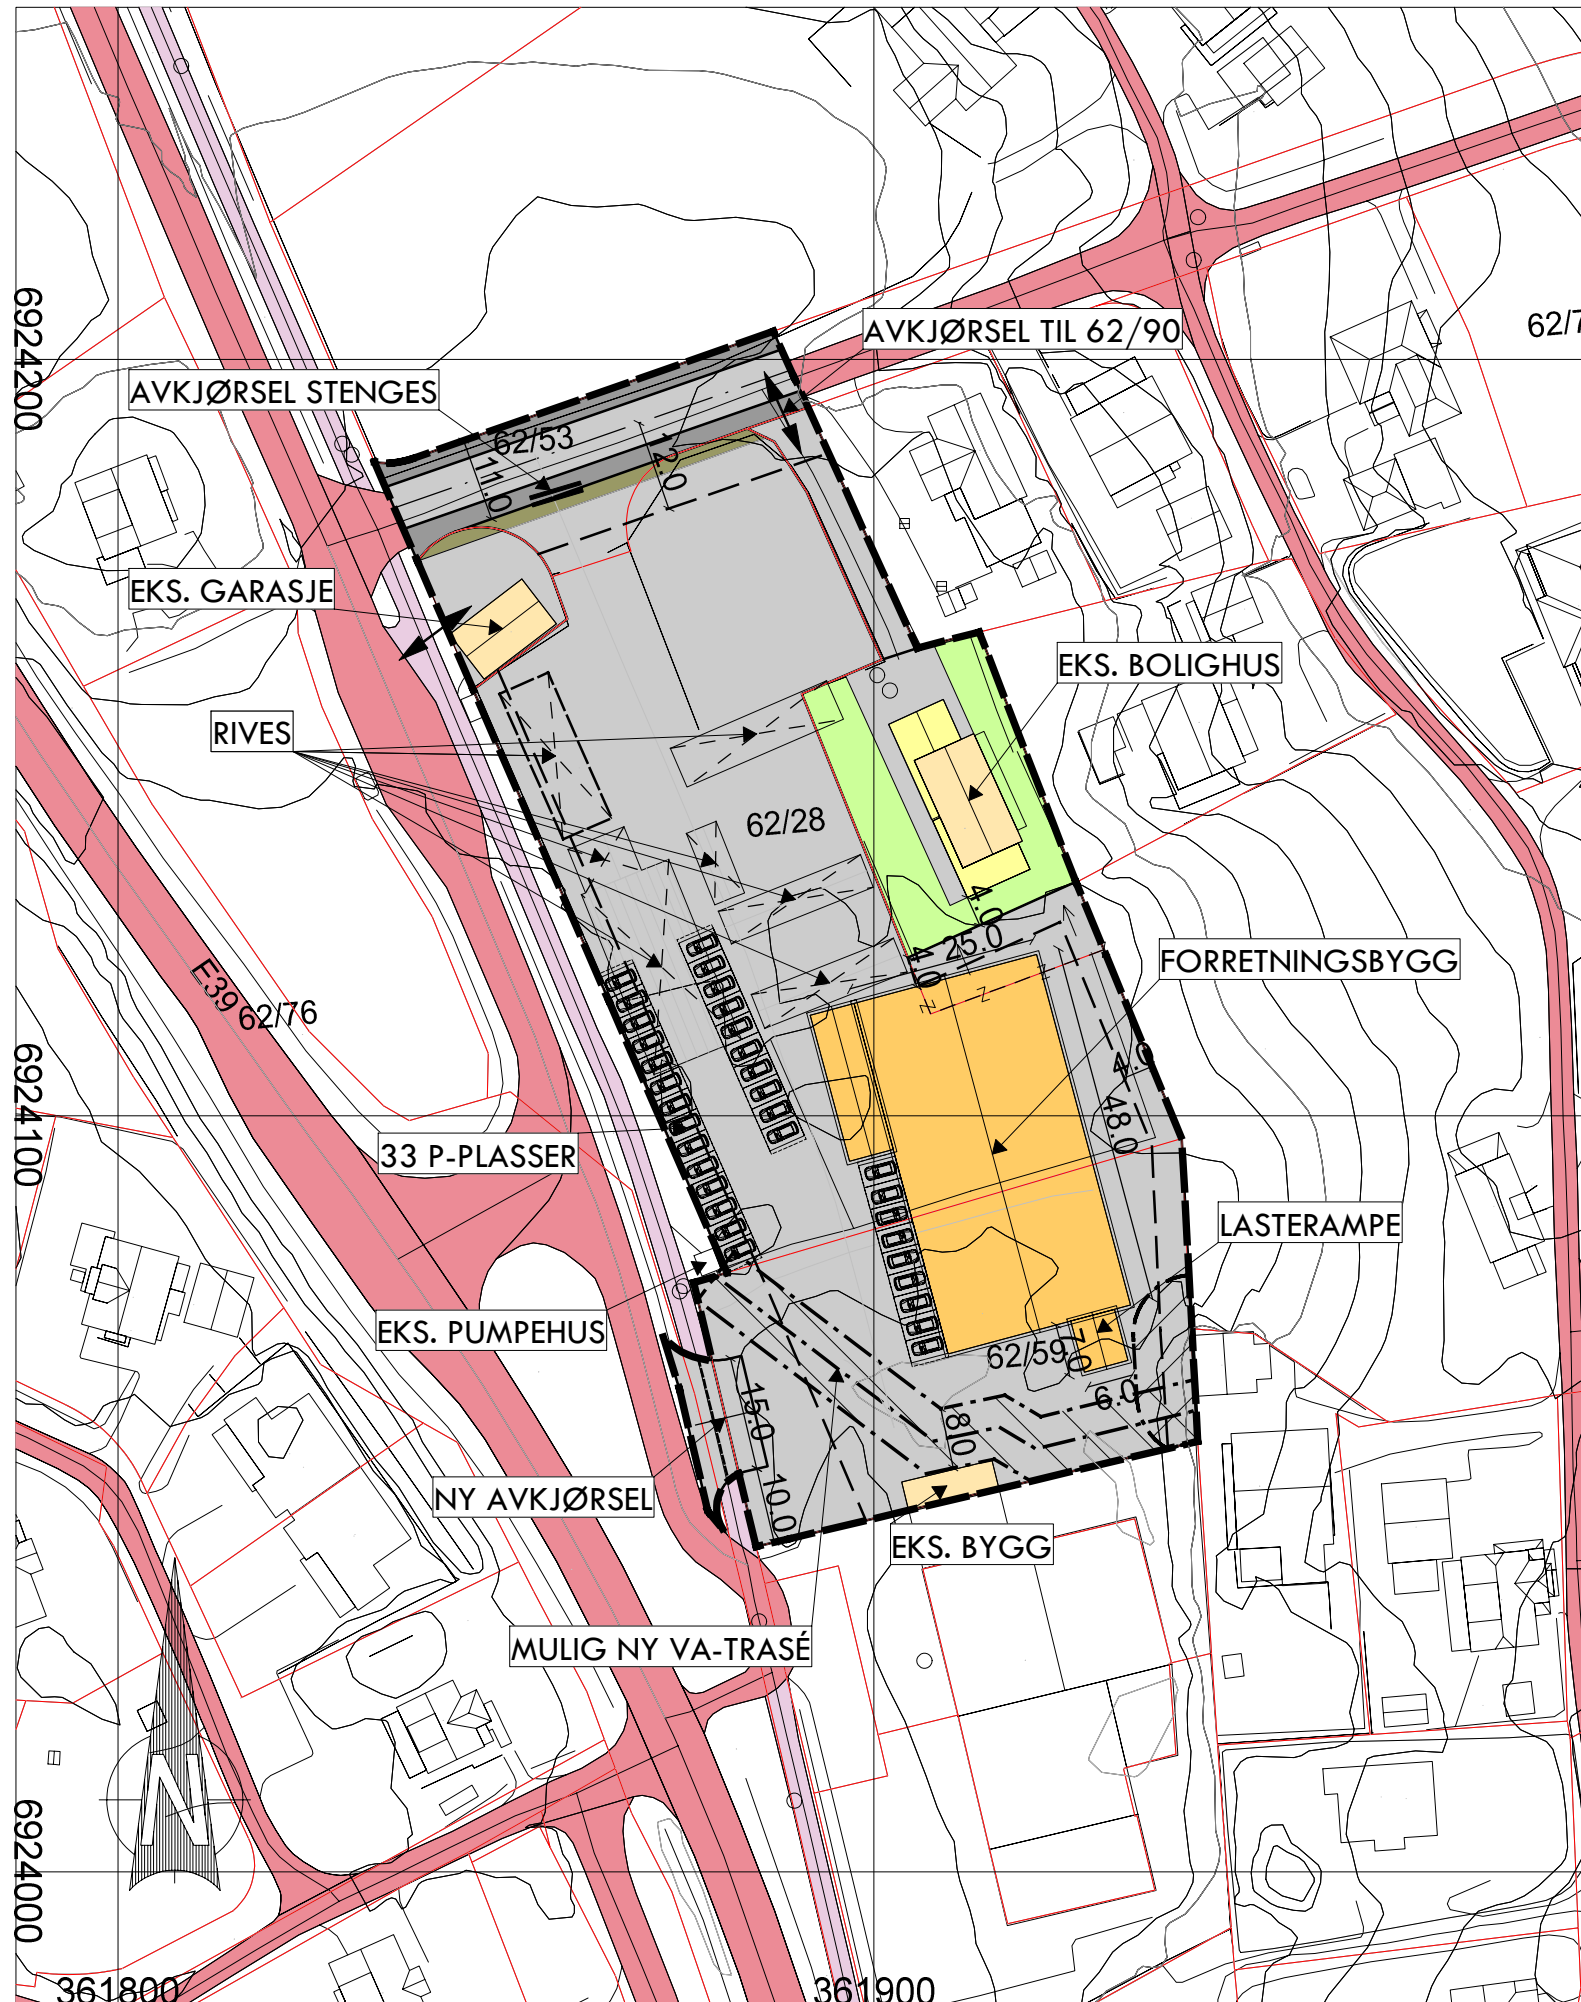 62/7
6924200
AVKJØRSEL TIL 62/90
AVKJØRSEL STENGES
62/53
11.0
12.0
EKS. GARASJE
EKS. BOLIGHUS
RIVES
62/28
4.0
25.0
4.0
FORRETNINGSBYGG
E39
62/76
4.0
6924100
48.0
33 P-PLASSER
LASTERAMPE
EKS. PUMPEHUS
62/59
7.0
15.0
6.0
8.0
NY AVKJØRSEL
10.0
EKS. BYGG
MULIG NY VA-TRASÉ
N
6924000
361800
361900